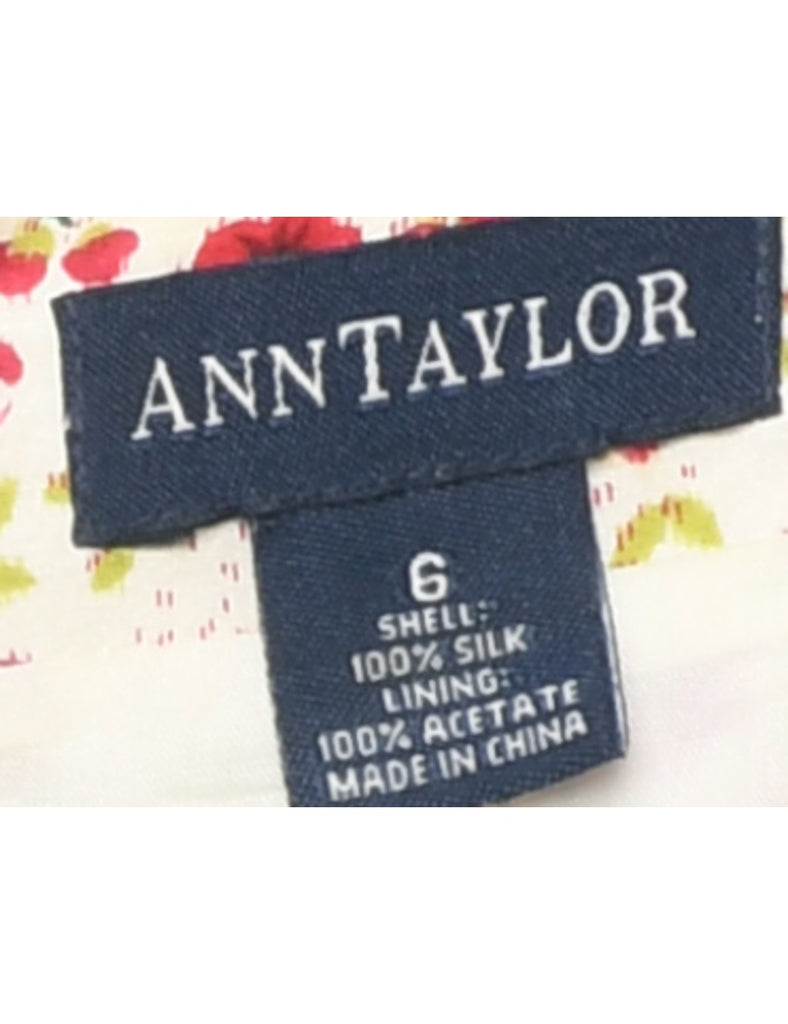 ANNTAYLOR
6
SHELL:
100% SILK
LINING:
100% ACETATE
MADE IN CHINA